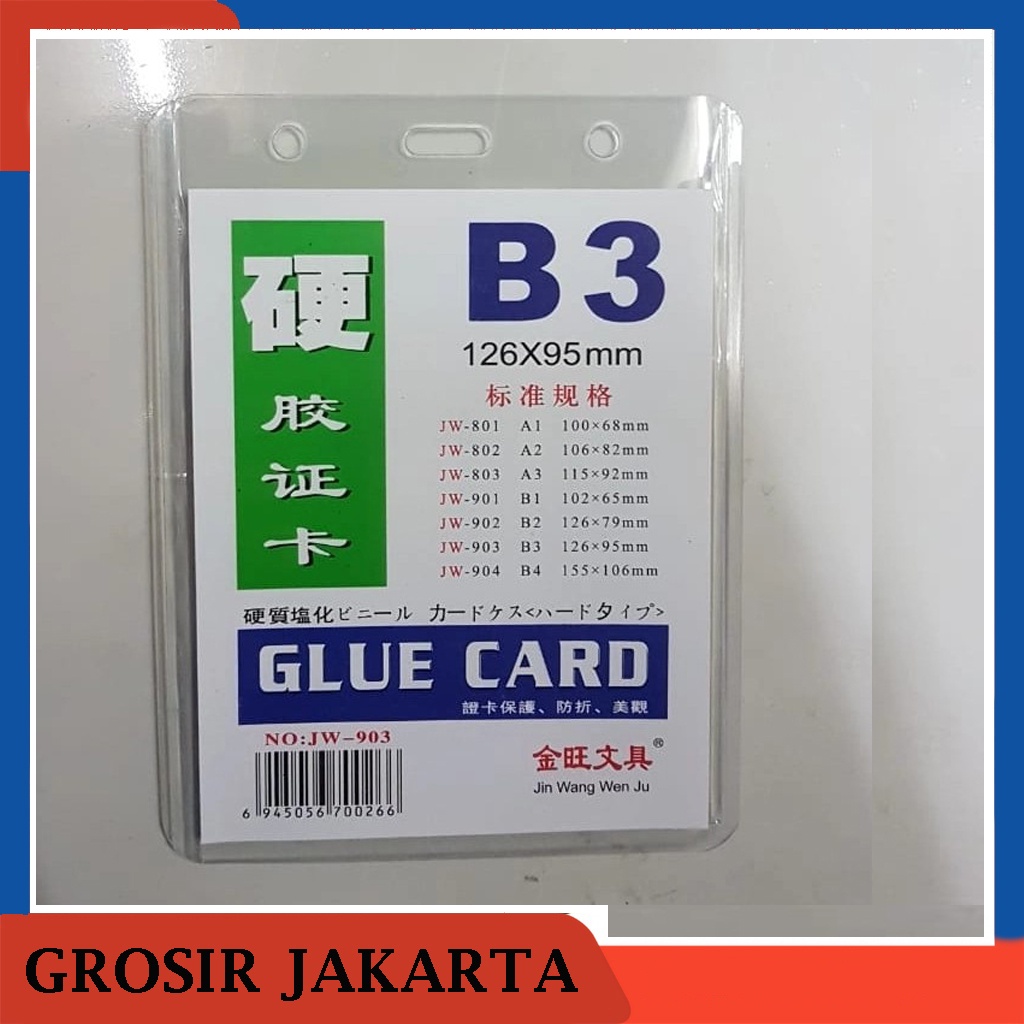 硬胶证卡
B3
126X95mm
标准规格
JW-801 A1 100×68mm
JW-802 A2 106×82mm
JW-803 A3 115×92mm
JW-901 B1 102×65mm
JW-902 B2 126×79mm
JW-903 B3 126×95mm
JW-904 B4 155×106mm
硬質塩化ビニール カードケス<ハードタイプ>
GLUE CARD
證卡保護、防折、美觀
NO:JW-903
6 945056 700266
金旺文具®
Jin Wang Wen Ju
GROSIR JAKARTA